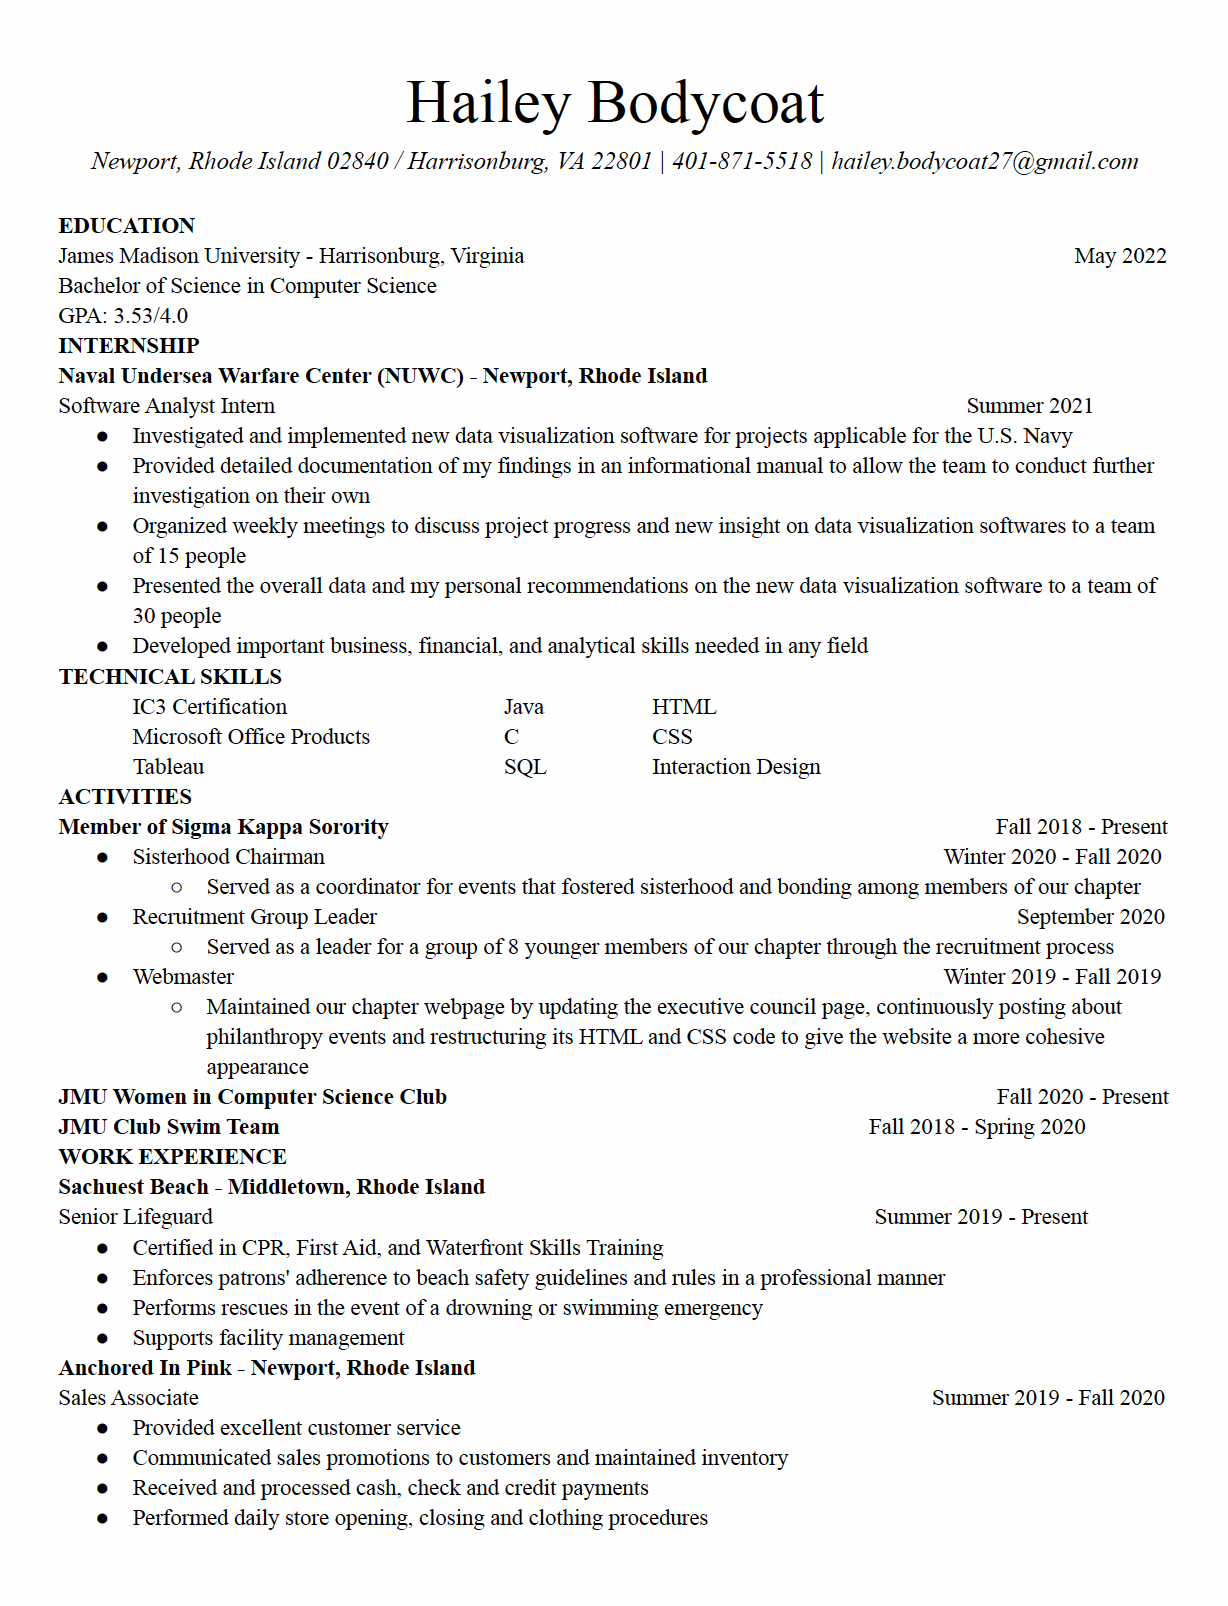 Hailey Bodycoat
Newport, Rhode Island 02840 / Harrisonburg, VA 22801 | 401-871-5518 | hailey.bodycoat27@gmail.com
EDUCATION
James Madison University - Harrisonburg, Virginia May 2022
Bachelor of Science in Computer Science
GPA: 3.53/4.0
INTERNSHIP
Naval Undersea Warfare Center (NUWC) - Newport, Rhode Island
Software Analyst Intern Summer 2021
● Investigated and implemented new data visualization software for projects applicable for the U.S. Navy
● Provided detailed documentation of my findings in an informational manual to allow the team to conduct further
investigation on their own
● Organized weekly meetings to discuss project progress and new insight on data visualization softwares to a team
of 15 people
● Presented the overall data and my personal recommendations on the new data visualization software to a team of
30 people
● Developed important business, financial, and analytical skills needed in any field
TECHNICAL SKILLS
IC3 Certification Java HTML
Microsoft Office Products C CSS
Tableau SQL Interaction Design
ACTIVITIES
Member of Sigma Kappa Sorority Fall 2018 - Present
● Sisterhood Chairman Winter 2020 - Fall 2020
○ Served as a coordinator for events that fostered sisterhood and bonding among members of our chapter
● Recruitment Group Leader September 2020
○ Served as a leader for a group of 8 younger members of our chapter through the recruitment process
● Webmaster Winter 2019 - Fall 2019
○ Maintained our chapter webpage by updating the executive council page, continuously posting about
philanthropy events and restructuring its HTML and CSS code to give the website a more cohesive
appearance
JMU Women in Computer Science Club Fall 2020 - Present
JMU Club Swim Team Fall 2018 - Spring 2020
WORK EXPERIENCE
Sachuest Beach - Middletown, Rhode Island
Senior Lifeguard Summer 2019 - Present
● Certified in CPR, First Aid, and Waterfront Skills Training
● Enforces patrons' adherence to beach safety guidelines and rules in a professional manner
● Performs rescues in the event of a drowning or swimming emergency
● Supports facility management
Anchored In Pink - Newport, Rhode Island
Sales Associate Summer 2019 - Fall 2020
● Provided excellent customer service
● Communicated sales promotions to customers and maintained inventory
● Received and processed cash, check and credit payments
● Performed daily store opening, closing and clothing procedures